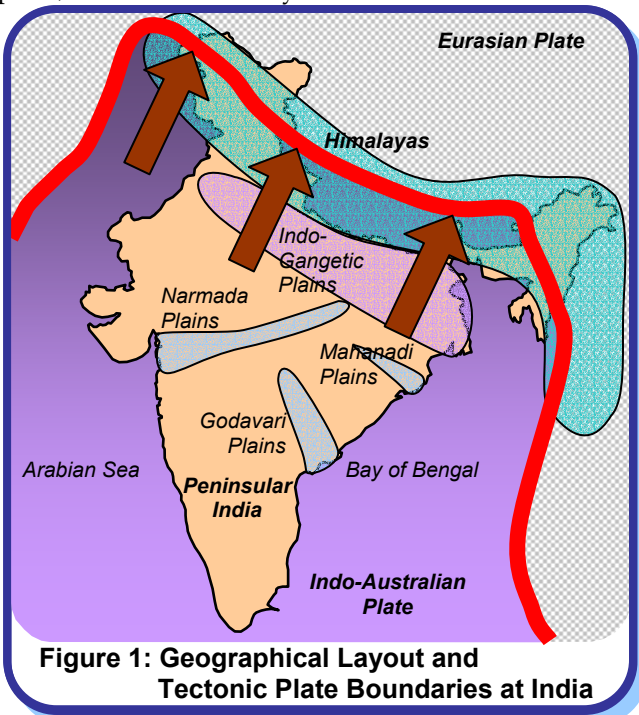 Eurasian Plate
Himalayas
Indo-
Gangetic
Plains
Narmada
Plains
Mahanadi
Plains
Godavari
Plains
Arabian Sea
Bay of Bengal
Peninsular
India
Indo-Australian
Plate
Figure 1: Geographical Layout and
Tectonic Plate Boundaries at India